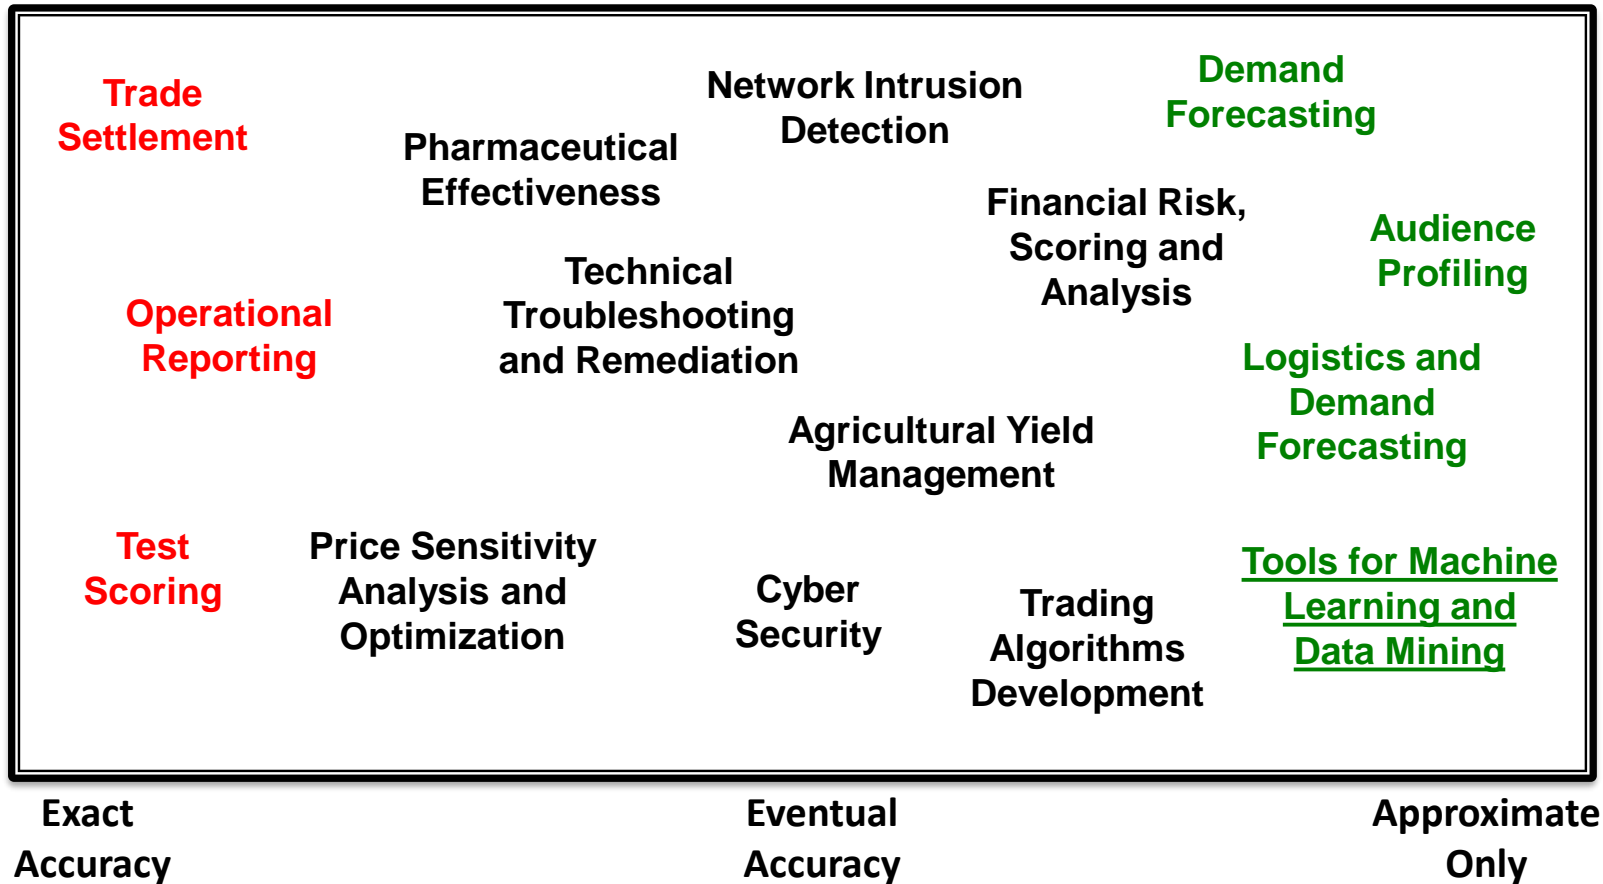 Trade
Settlement
Pharmaceutical
Effectiveness
Network Intrusion
Detection
Demand
Forecasting
Financial Risk,
Scoring and
Analysis
Audience
Profiling
Operational
Reporting
Technical
Troubleshooting
and Remediation
Logistics and
Demand
Forecasting
Agricultural Yield
Management
Test
Scoring
Price Sensitivity
Analysis and
Optimization
Cyber
Security
Trading
Algorithms
Development
Tools for Machine
Learning and
Data Mining
Exact
Accuracy
Eventual
Accuracy
Approximate
Only